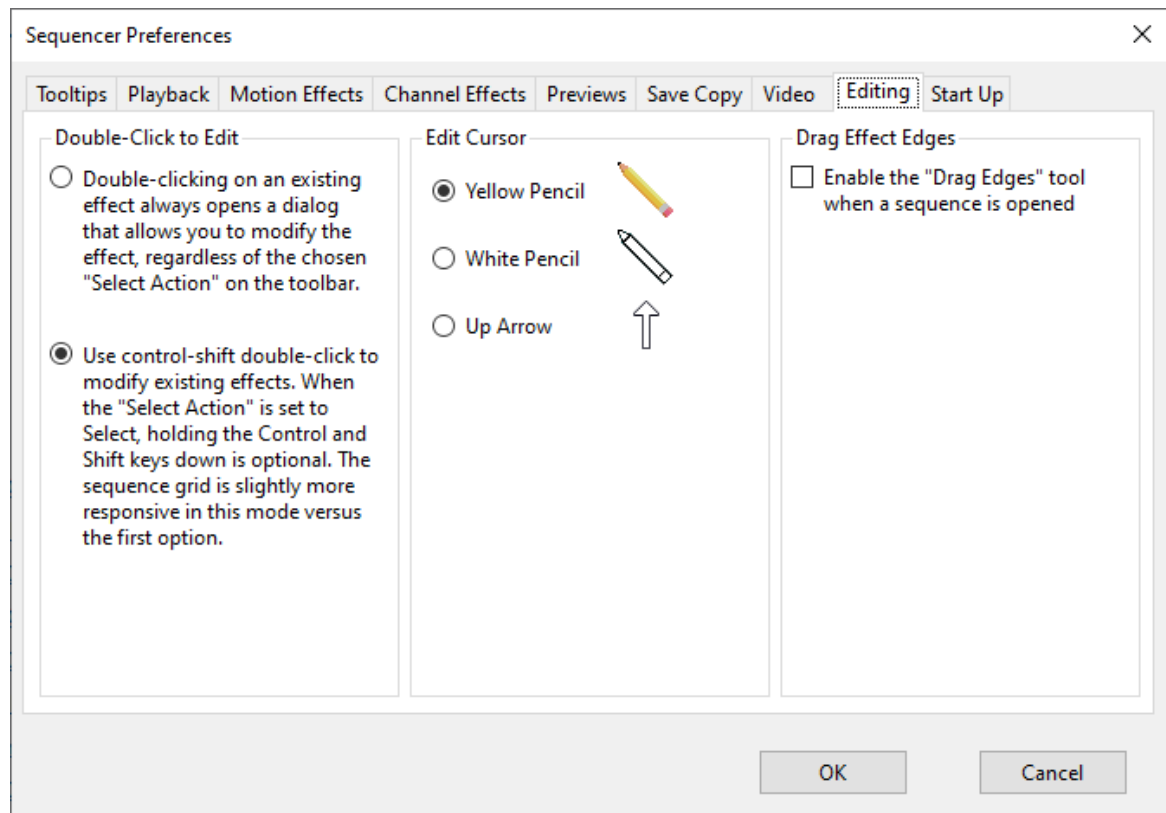 Sequencer Preferences
Tooltips Playback Motion Effects Channel Effects Previews Save Copy Video Editing Start Up
Double-Click to Edit
Double-clicking on an existing
effect always opens a dialog
that allows you to modify the
effect, regardless of the chosen
"Select Action" on the toolbar.
Use control-shift double-click to
modify existing effects. When
the "Select Action" is set to
Select, holding the Control and
Shift keys down is optional. The
sequence grid is slightly more
responsive in this mode versus
the first option.
Edit Cursor
Yellow Pencil
White Pencil
Up Arrow
Drag Effect Edges
Enable the "Drag Edges" tool
when a sequence is opened
OK Cancel